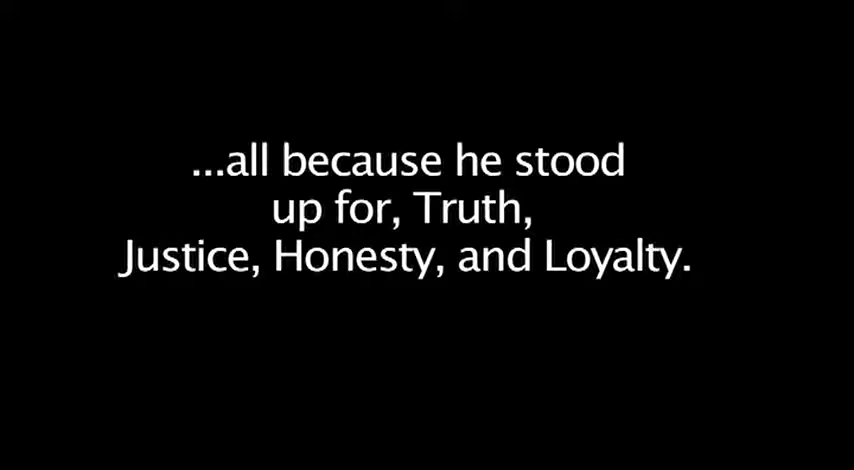 ...all because he stood
up for, Truth,
Justice, Honesty, and Loyalty.